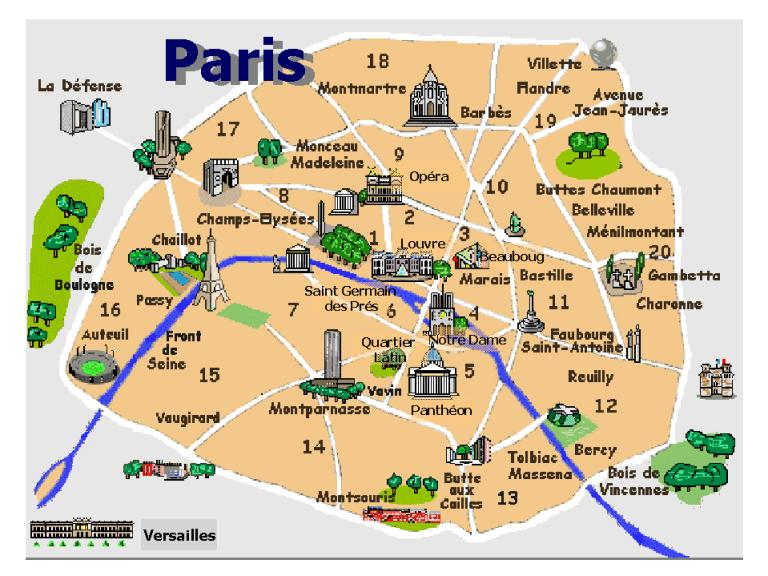 Paris
18
Villette
La Défense
Montmartre
Flandre
Avenue
Jean-Jaurès
Barbès
17
19
Monceau
Madeleine
9
Opéra
10
Buttes Chaumont
8
Champs-Elysées
2
Belleville
Ménilmontant
Chaillot
1
Louvre
3
Beauboug
20
Bois
de
Boulogne
Marais
Bastille
Gambetta
Passy
Saint Germain
des Prés
16
7
6
4
11
Charonne
Auteuil
Front
de
Seine
Quartier
Latin
Notre Dame
Faubourg
Saint-Antoine
15
5
Reuilly
Vavin
Vaugirard
Montparnasse
Panthéon
12
14
Tolbiac
Massena
Bercy
Montsouris
Butte
aux
Cailles
13
Bois de
Vincennes
Versailles